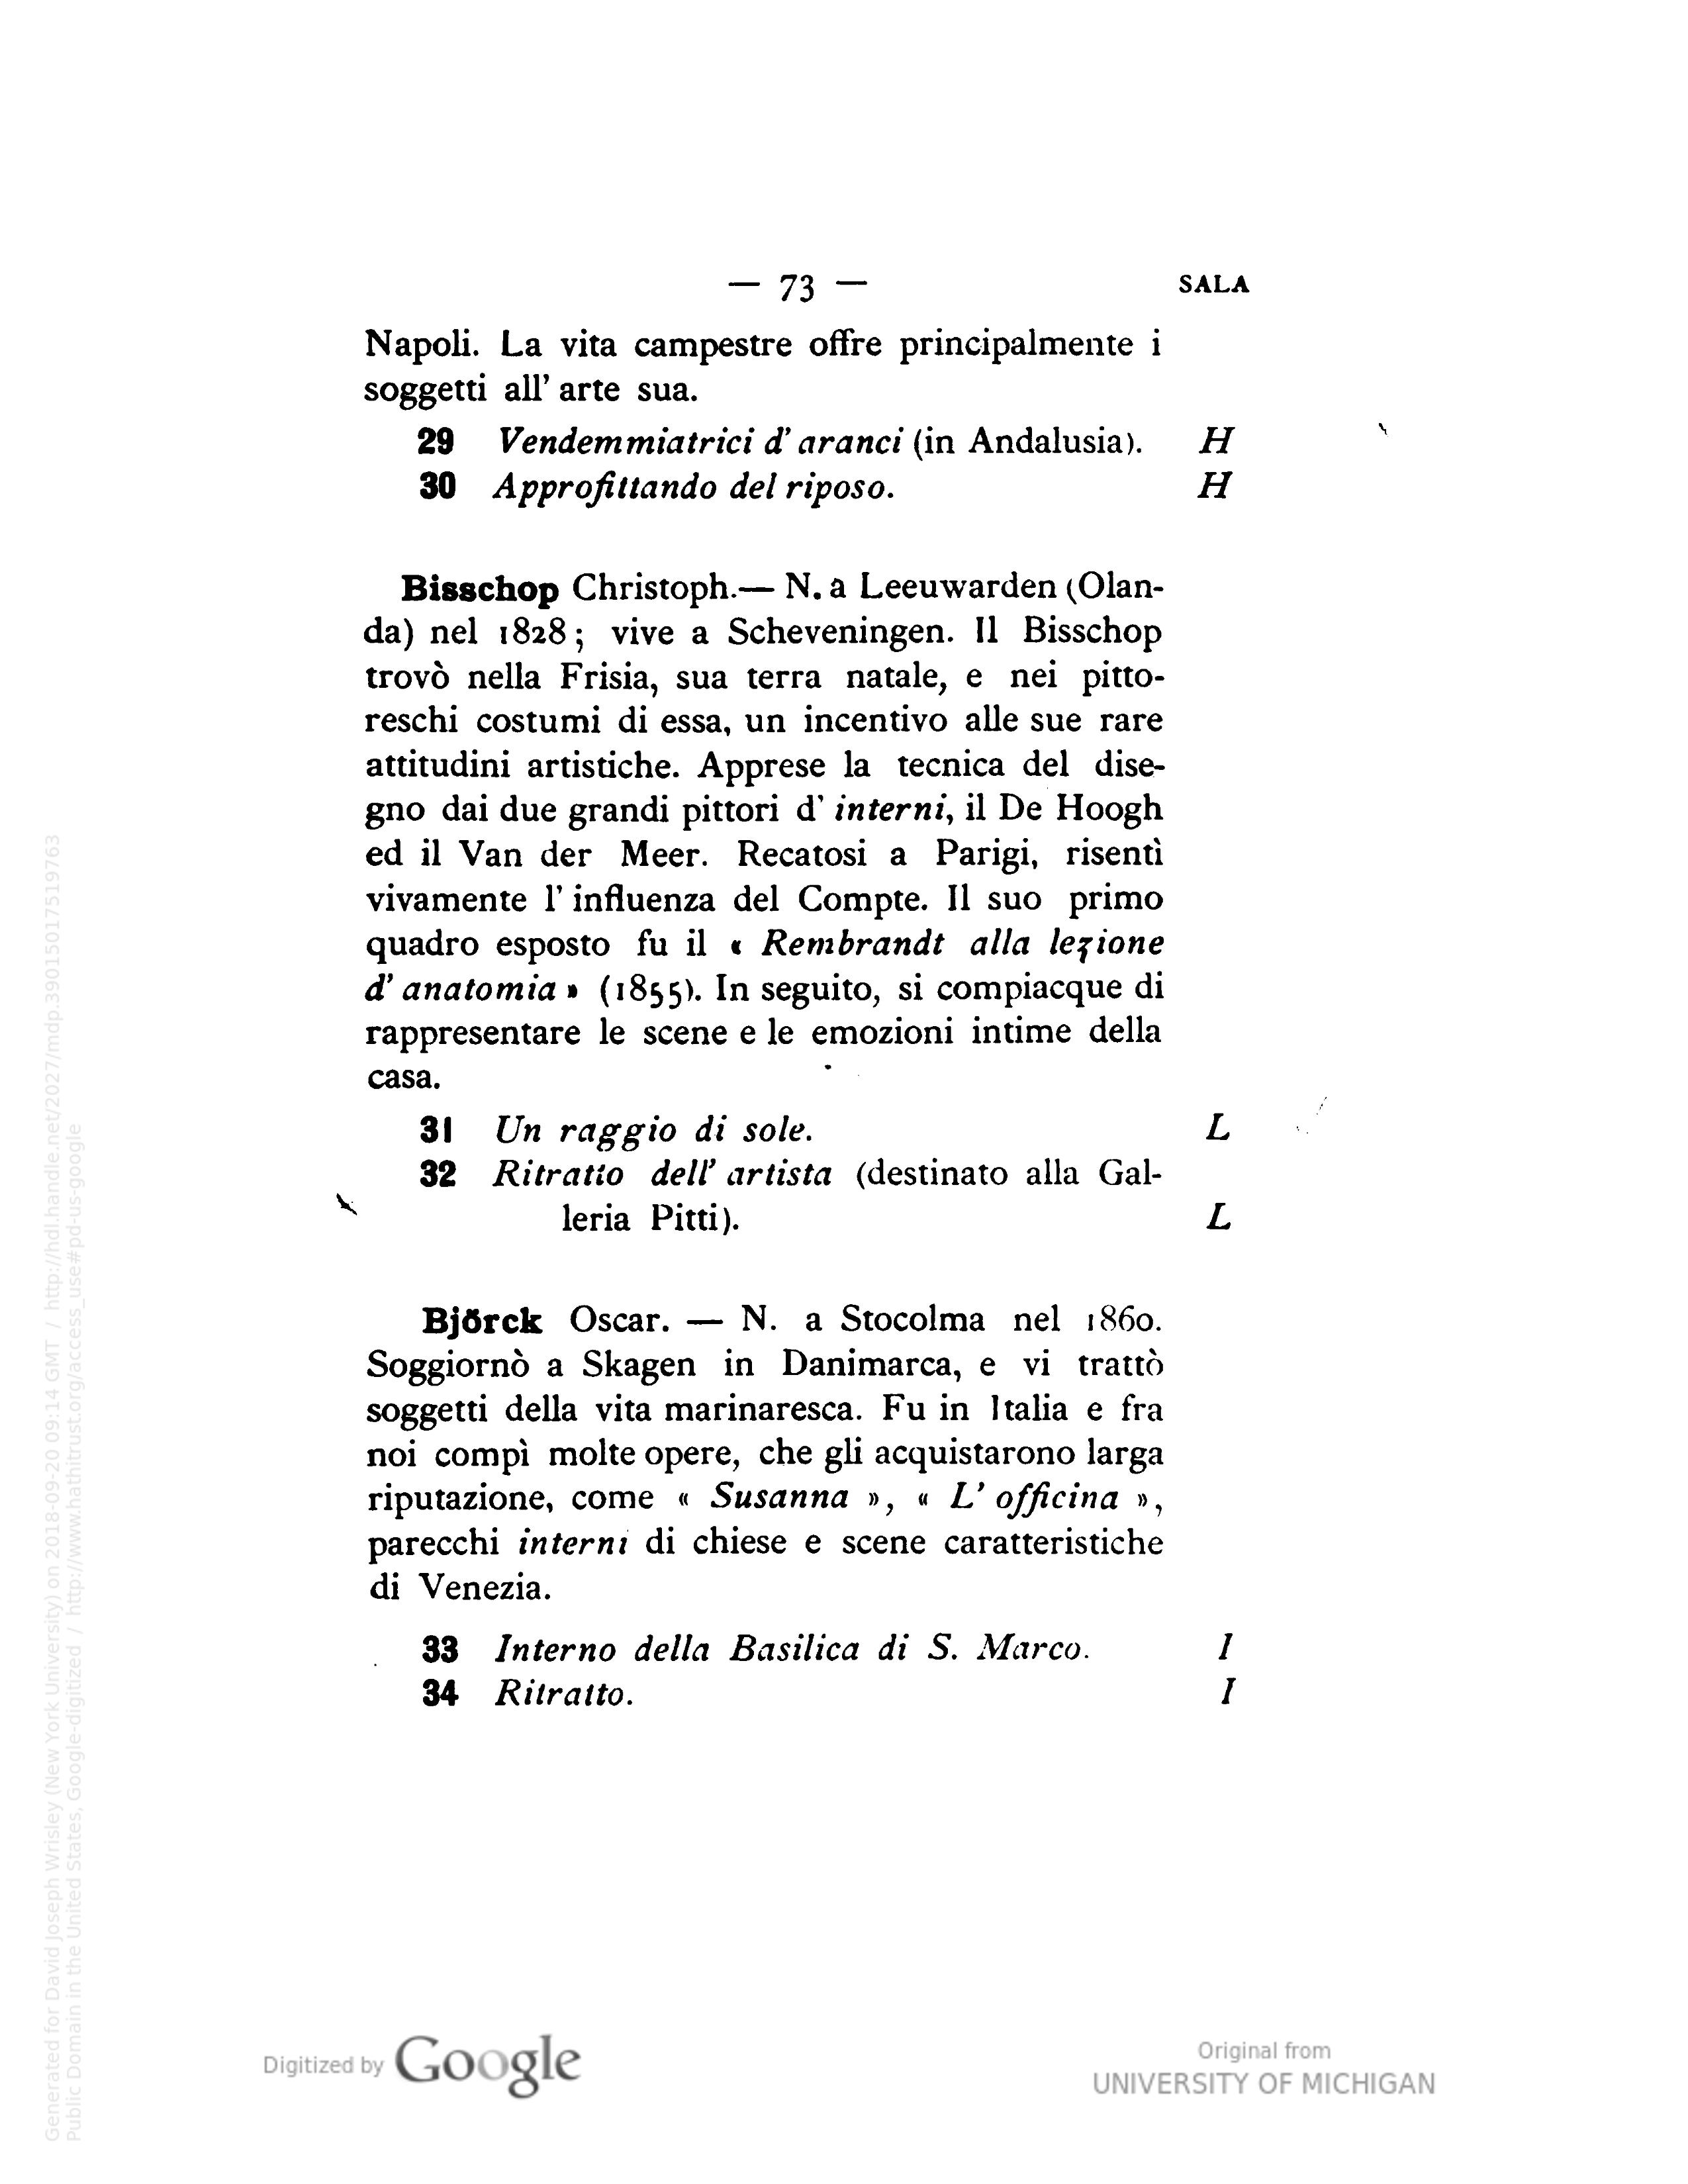 — 73 — SALA
Napoli. La vita campestre offre principalmente i
soggetti all' arte sua.
29 Vendemmiatrici d' aranci (in Andalusia). H
30 Approfittando del riposo. H
Bisschop Christoph.— N. a Leeuwarden (Olan-
da) nel 1828; vive a Scheveningen. Il Bisschop
trovò nella Frisia, sua terra natale, e nei pitto-
reschi costumi di essa, un incentivo alle sue rare
attitudini artistiche. Apprese la tecnica del dise-
gno dai due grandi pittori d' interni, il De Hoogh
ed il Van der Meer. Recatosi a Parigi, risentì
vivamente l' influenza del Compte. Il suo primo
quadro esposto fu il « Rembrandt alla lezione
d' anatomia » (1855). In seguito, si compiacque di
rappresentare le scene e le emozioni intime della
casa.
31 Un raggio di sole. L
32 Ritratto dell' artista (destinato alla Gal-
leria Pitti). L
Björck Oscar. — N. a Stocolma nel 1860.
Soggiornò a Skagen in Danimarca, e vi trattò
soggetti della vita marinaresca. Fu in Italia e fra
noi compì molte opere, che gli acquistarono larga
riputazione, come « Susanna », « L' officina »,
parecchi interni di chiese e scene caratteristiche
di Venezia.
33 Interno della Basilica di S. Marco. I
34 Ritratto. I
Digitized by Google
Original from
UNIVERSITY OF MICHIGAN
Generated for David Joseph Wrisley (New York University) on 2018-09-20 09:14 GMT / http://hdl.handle.net/2027/mdp.39015017519763
Public Domain in the United States, Google-digitized / http://www.hathitrust.org/access_use#pd-us-google